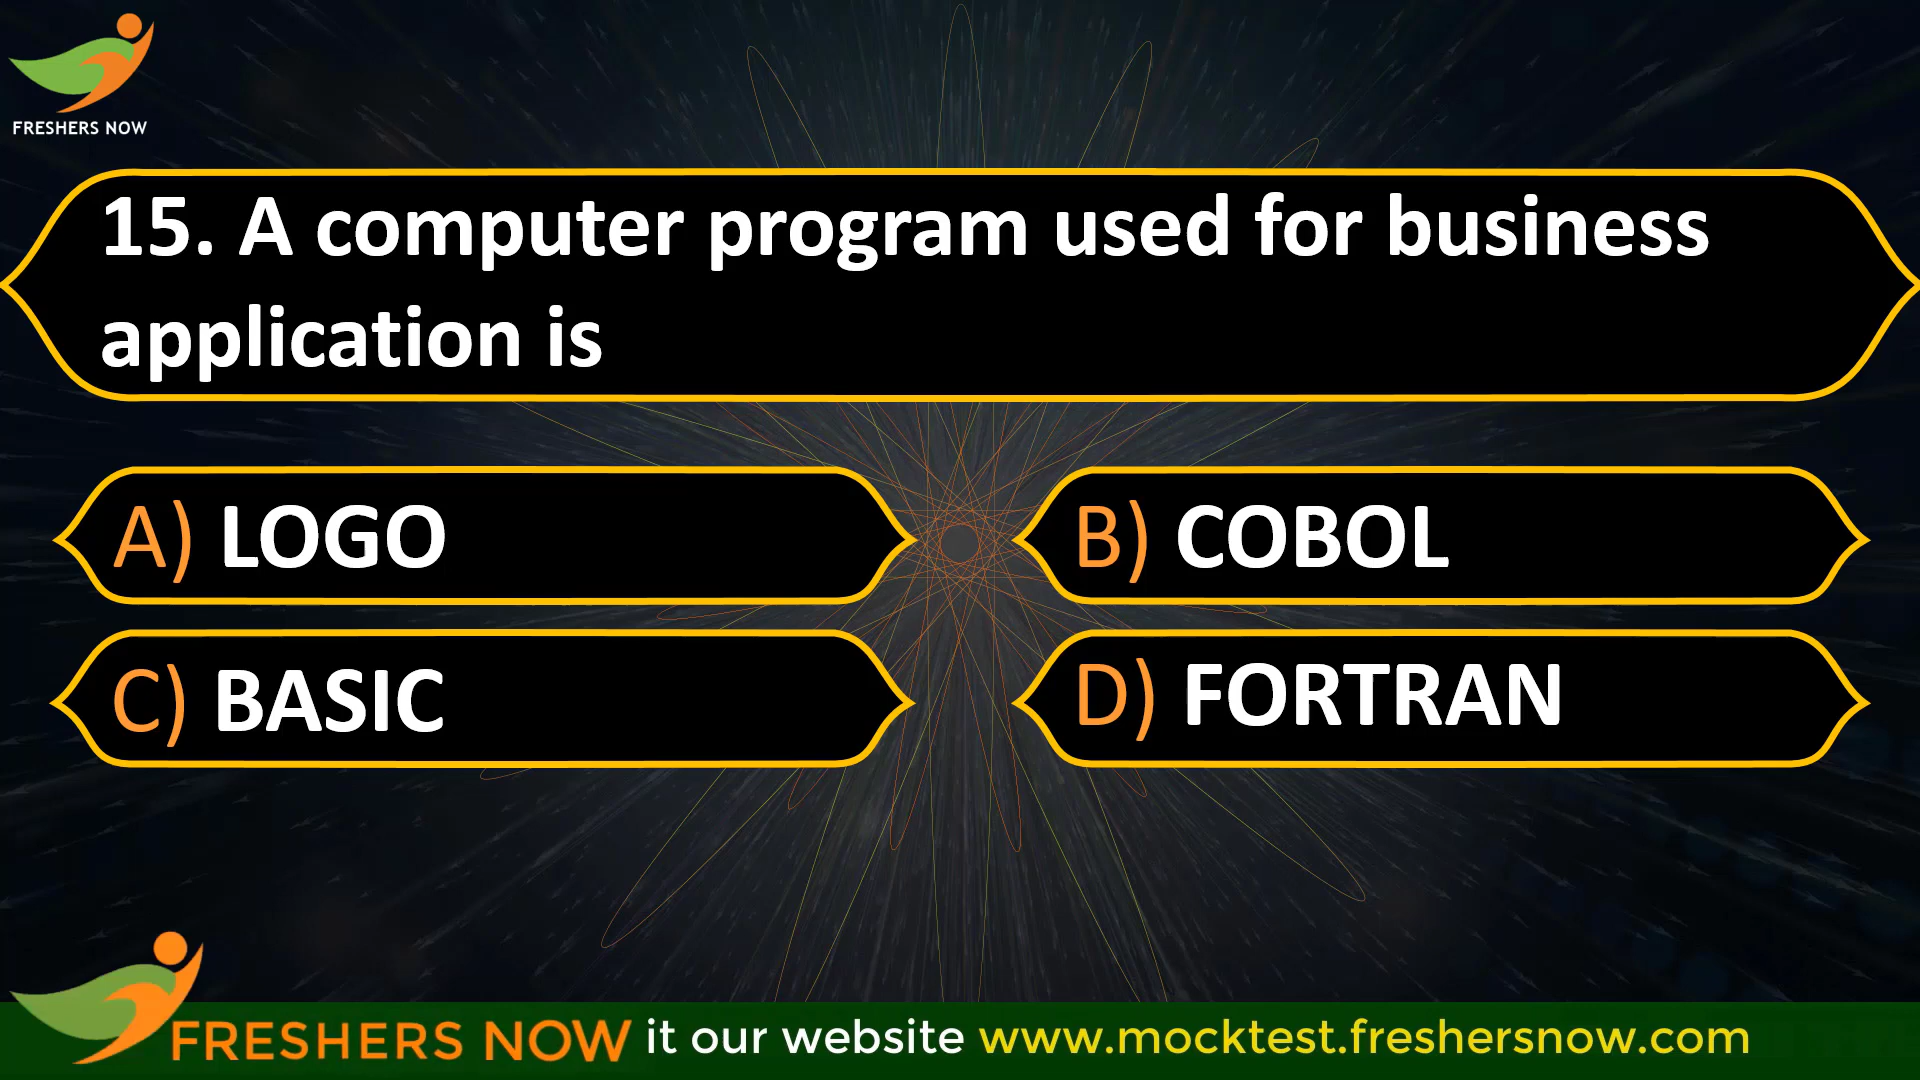 FRESHERS NOW
15. A computer program used for business
application is
A) LOGO
B) COBOL
C) BASIC
D) FORTRAN
FRESHERS NOW it our website www.mocktest.freshersnow.com